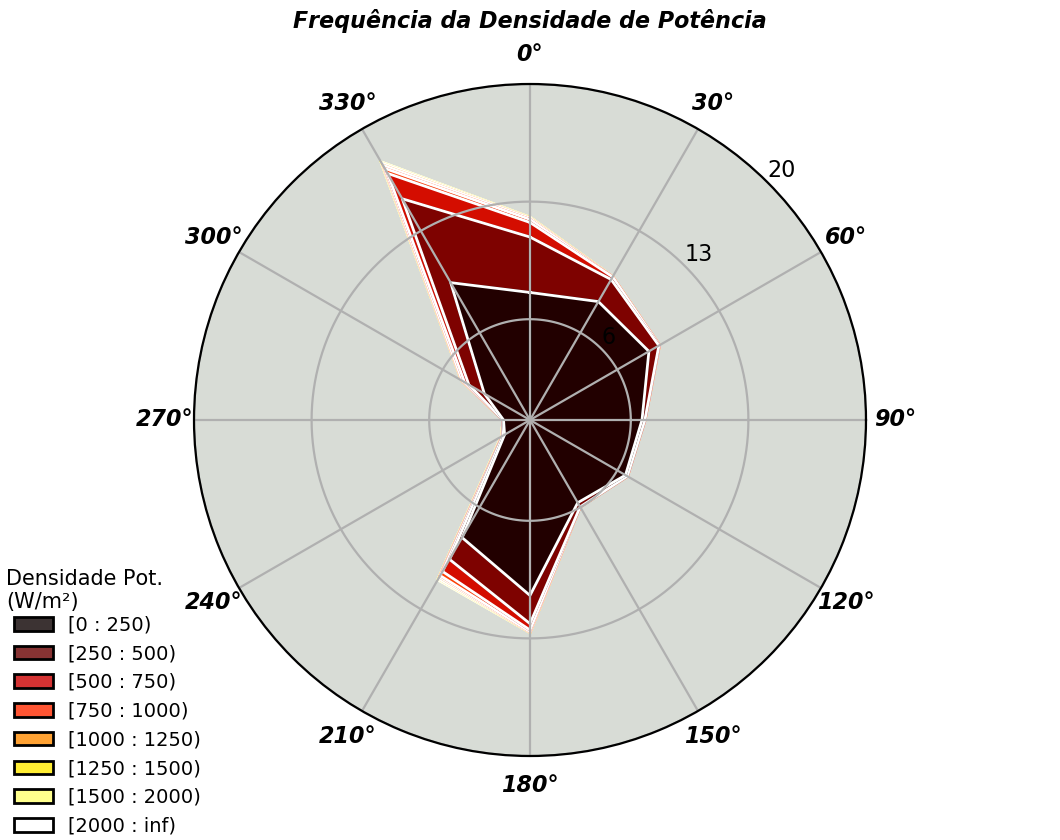 Frequência da Densidade de Potência
0°
330°
30°
20
300°
60°
13
6
270°
90°
240°
120°
210°
150°
180°
Densidade Pot.
(W/m²)
[0 : 250)
[250 : 500)
[500 : 750)
[750 : 1000)
[1000 : 1250)
[1250 : 1500)
[1500 : 2000)
[2000 : inf)